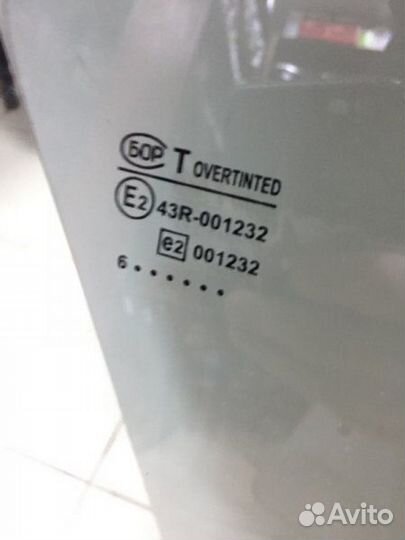 БОР T OVERTINTED
E2 43R-001232
e2 001232
6 . . . . . .
Avito